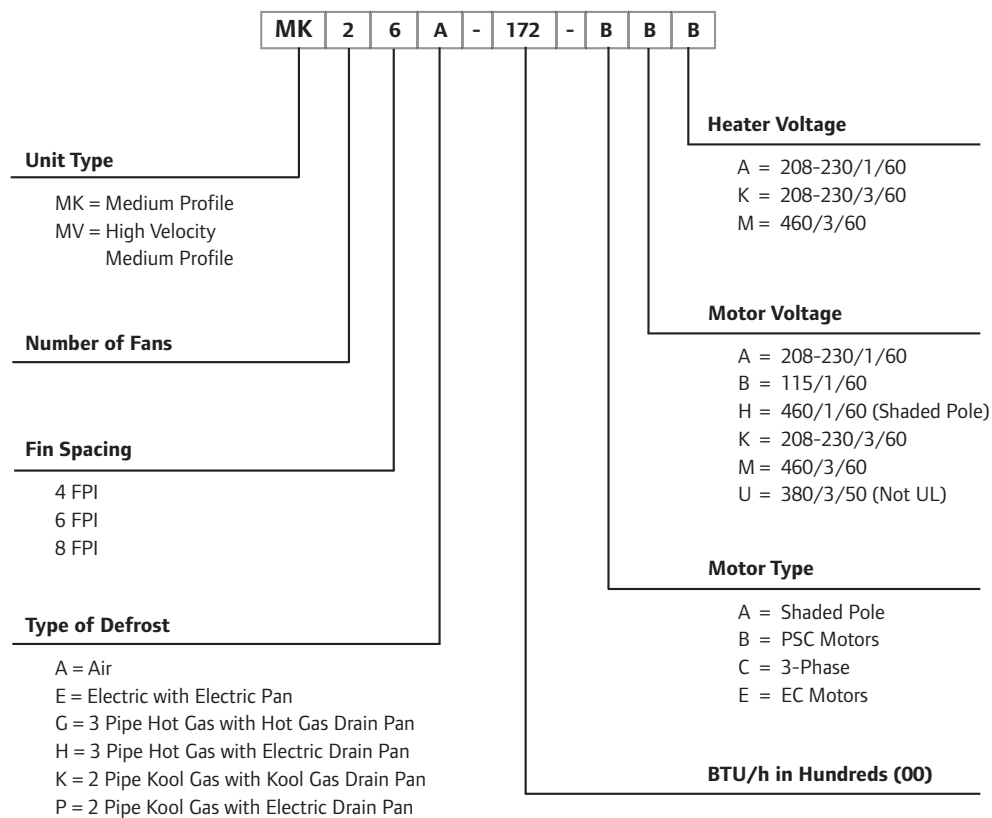 MK 2 6 A - 172 - B B B
Unit Type
MK = Medium Profile
MV = High Velocity
Medium Profile
Number of Fans
Fin Spacing
4 FPI
6 FPI
8 FPI
Type of Defrost
A = Air
E = Electric with Electric Pan
G = 3 Pipe Hot Gas with Hot Gas Drain Pan
H = 3 Pipe Hot Gas with Electric Drain Pan
K = 2 Pipe Kool Gas with Kool Gas Drain Pan
P = 2 Pipe Kool Gas with Electric Drain Pan
Heater Voltage
A = 208-230/1/60
K = 208-230/3/60
M = 460/3/60
Motor Voltage
A = 208-230/1/60
B = 115/1/60
H = 460/1/60 (Shaded Pole)
K = 208-230/3/60
M = 460/3/60
U = 380/3/50 (Not UL)
Motor Type
A = Shaded Pole
B = PSC Motors
C = 3-Phase
E = EC Motors
BTU/h in Hundreds (00)